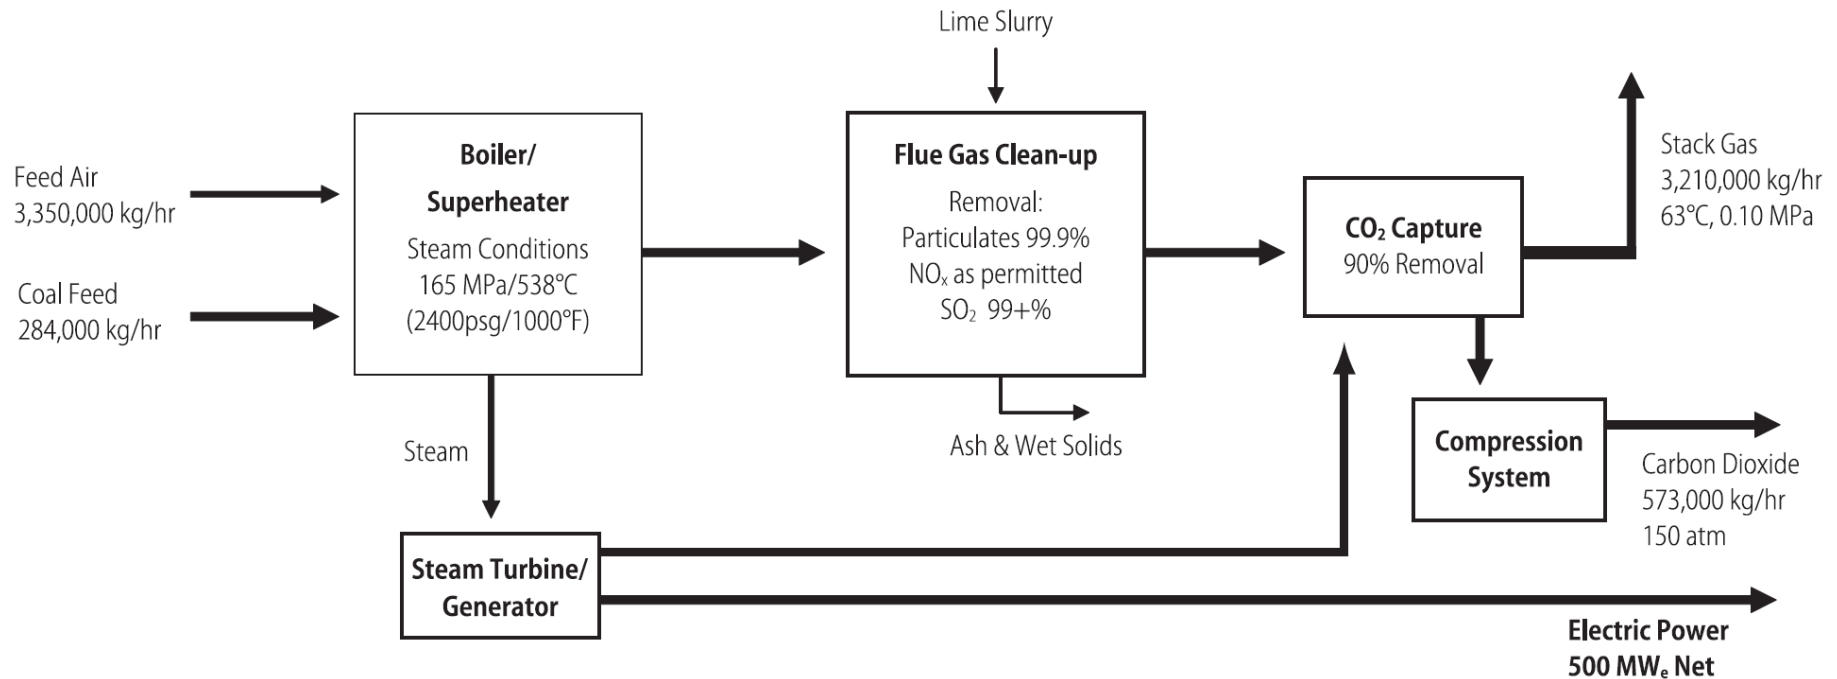 Lime Slurry
Feed Air
3,350,000 kg/hr
Coal Feed
284,000 kg/hr
Boiler/
Superheater
Steam Conditions
165 MPa/538°C
(2400psg/1000°F)
Flue Gas Clean-up
Removal:
Particulates 99.9%
NOx as permitted
SO2 99+%
CO2 Capture
90% Removal
Stack Gas
3,210,000 kg/hr
63°C, 0.10 MPa
Steam
Ash & Wet Solids
Compression
System
Carbon Dioxide
573,000 kg/hr
150 atm
Steam Turbine/
Generator
Electric Power
500 MWe Net